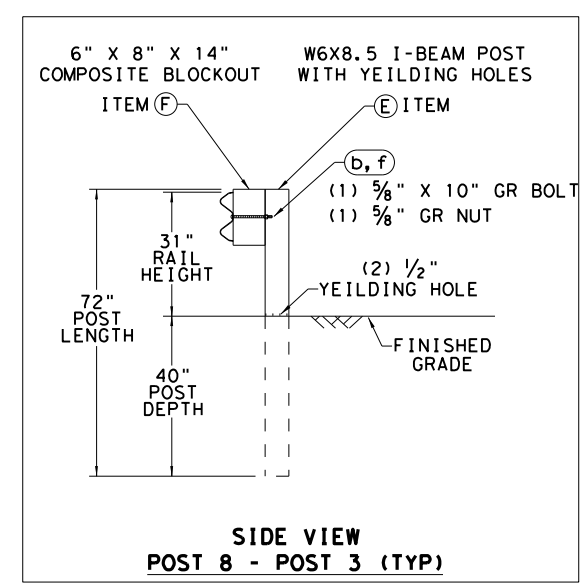 6" X 8" X 14"
COMPOSITE BLOCKOUT
ITEM F
W6X8.5 I-BEAM POST
WITH YEILDING HOLES
E ITEM
b, f
(1) 5/8" X 10" GR BOLT
(1) 5/8" GR NUT
31"
RAIL
HEIGHT
(2) 1/2"
YEILDING HOLE
72"
POST
LENGTH
FINISHED
GRADE
40"
POST
DEPTH
SIDE VIEW
POST 8 - POST 3 (TYP)